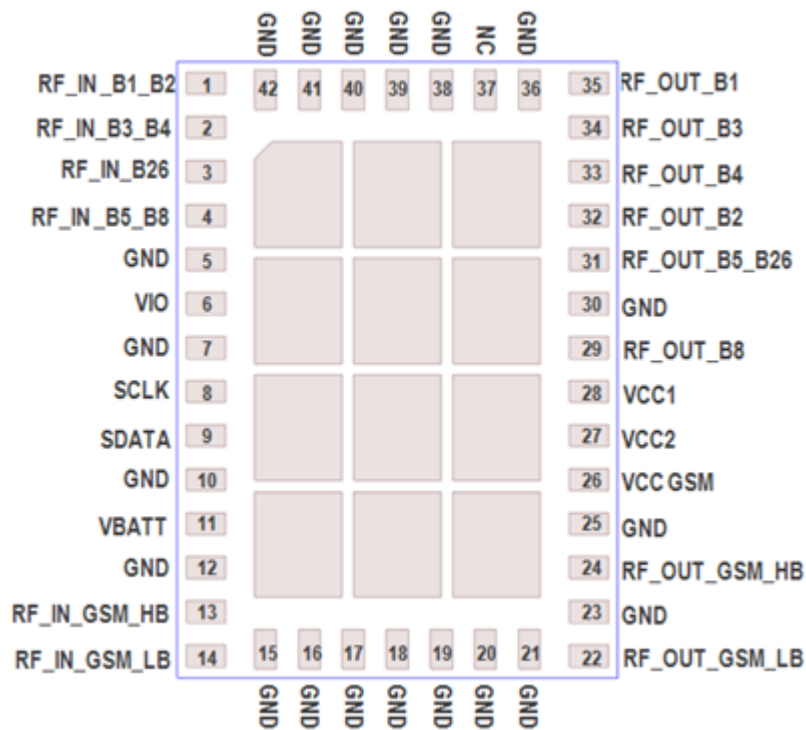 GND GND GND GND GND NC GND
42 41 40 39 38 37 36
RF_IN_B1_B2 1 35 RF_OUT_B1
RF_IN_B3_B4 2 34 RF_OUT_B3
RF_IN_B26 3 33 RF_OUT_B4
RF_IN_B5_B8 4 32 RF_OUT_B2
GND 5 31 RF_OUT_B5_B26
VIO 6 30 GND
GND 7 29 RF_OUT_B8
SCLK 8 28 VCC1
SDATA 9 27 VCC2
GND 10 26 VCC GSM
VBATT 11 25 GND
GND 12 24 RF_OUT_GSM_HB
RF_IN_GSM_HB 13 23 GND
RF_IN_GSM_LB 14 22 RF_OUT_GSM_LB
15 16 17 18 19 20 21
GND GND GND GND GND GND GND